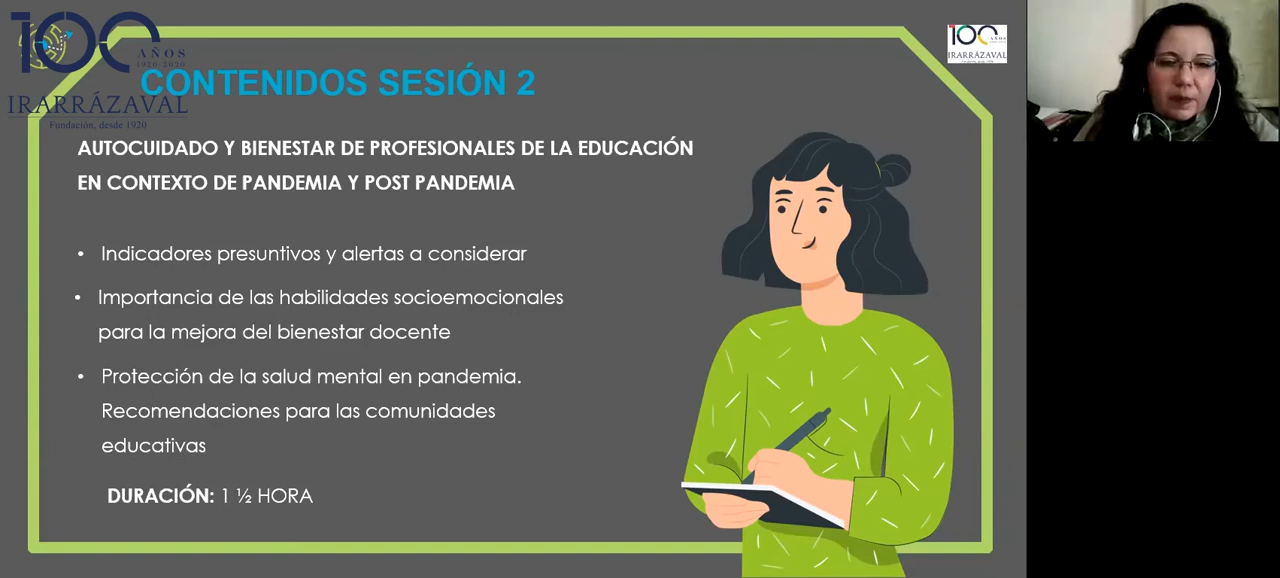 100
AÑOS
1920-2020
IRARRÁZAVAL
Fundación, desde 1920
100
AÑOS
IRARRÁZAVAL
CONTENIDOS SESIÓN 2
AUTOCUIDADO Y BIENESTAR DE PROFESIONALES DE LA EDUCACIÓN
EN CONTEXTO DE PANDEMIA Y POST PANDEMIA
• Indicadores presuntivos y alertas a considerar
• Importancia de las habilidades socioemocionales
para la mejora del bienestar docente
• Protección de la salud mental en pandemia.
Recomendaciones para las comunidades
educativas
DURACIÓN: 1 ½ HORA